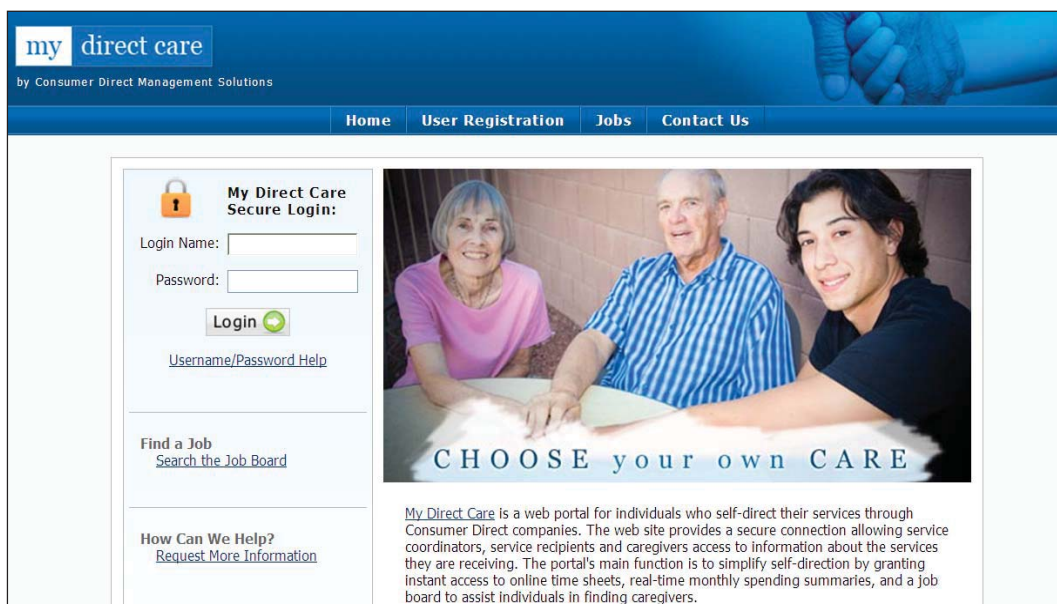 my direct care
by Consumer Direct Management Solutions
Home User Registration Jobs Contact Us
My Direct Care
Secure Login:
Login Name:
Password:
Login
Username/Password Help
Find a Job
Search the Job Board
How Can We Help?
Request More Information
CHOOSE your own CARE
My Direct Care is a web portal for individuals who self-direct their services through
Consumer Direct companies. The web site provides a secure connection allowing service
coordinators, service recipients and caregivers access to information about the services
they are receiving. The portal's main function is to simplify self-direction by granting
instant access to online time sheets, real-time monthly spending summaries, and a job
board to assist individuals in finding caregivers.